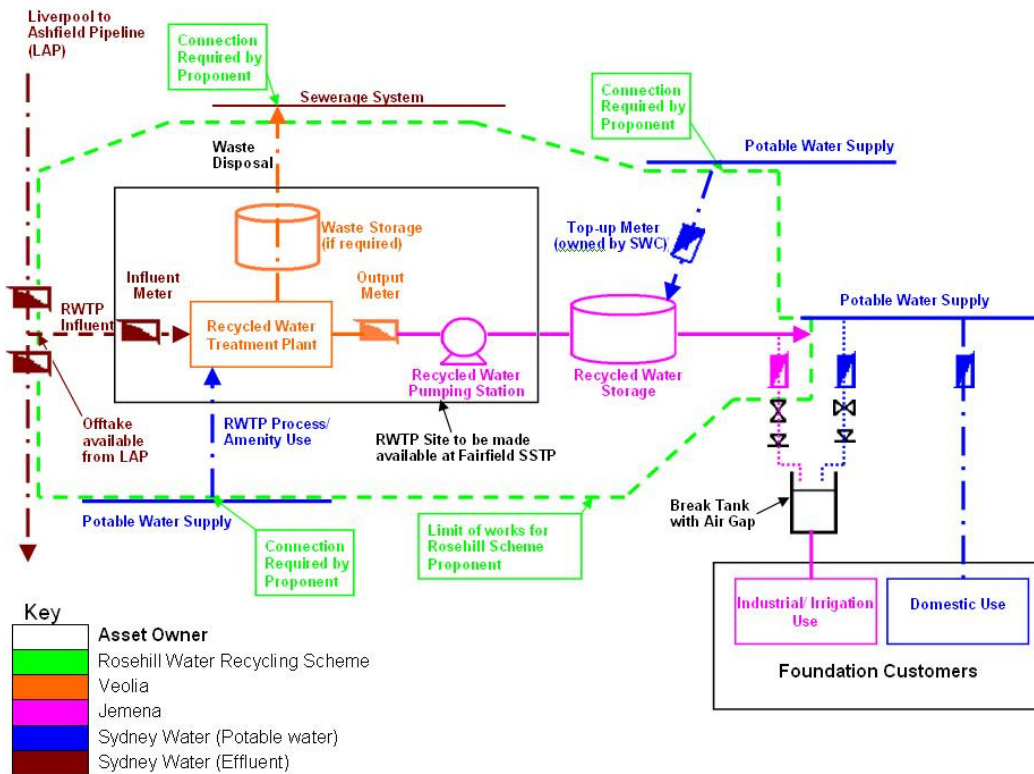 Liverpool to
Ashfield Pipeline
(LAP)
Connection
Required by
Proponent
Sewerage System
Connection
Required by
Proponent
Potable Water Supply
Waste
Disposal
Waste Storage
(if required)
Top-up Meter
(owned by SWC)
Influent
Meter
Output
Meter
Potable Water Supply
RWTP
Influent
Recycled Water
Treatment Plant
Recycled Water
Pumping Station
Recycled Water
Storage
Offtake
available
from LAP
RWTP Process/
Amenity Use
RWTP Site to be made
available at Fairfield SSTP
Break Tank
with Air Gap
Potable Water Supply
Connection
Required by
Proponent
Limit of works for
Rosehill Scheme
Proponent
Industrial/ Irrigation
Use
Domestic Use
Foundation Customers
Key
Asset Owner
Rosehill Water Recycling Scheme
Veolia
Jemena
Sydney Water (Potable water)
Sydney Water (Effluent)